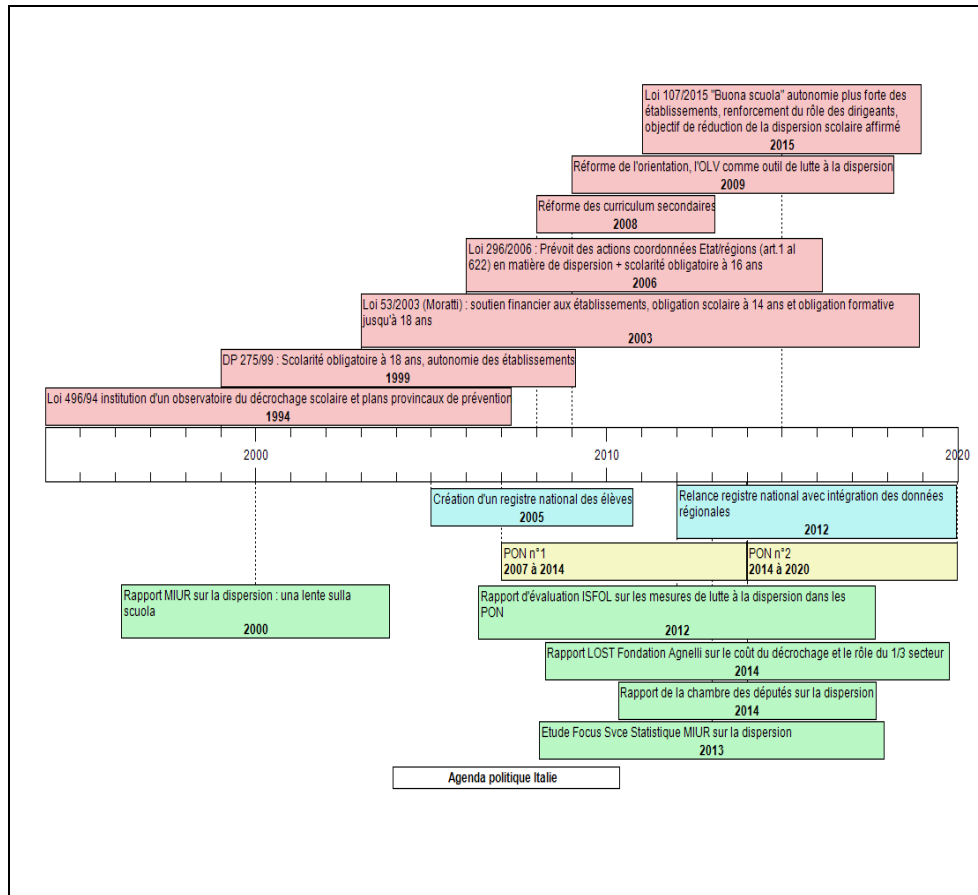 Loi 107/2015 "Buona scuola" autonomie plus forte des
établissements, renforcement du rôle des dirigeants,
objectif de réduction de la dispersion scolaire affirmé
2015
Réforme de l'orientation, l'OLV comme outil de lutte à la dispersion
2009
Réforme des curriculum secondaires
2008
Loi 296/2006 : Prévoit des actions coordonnées Etat/régions (art.1 al
622) en matière de dispersion + scolarité obligatoire à 16 ans
2006
Loi 53/2003 (Moratti) : soutien financier aux établissements, obligation scolaire à 14 ans et obligation formative
jusqu'à 18 ans
2003
DP 275/99 : Scolarité obligatoire à 18 ans, autonomie des établissements
1999
Loi 496/94 institution d'un observatoire du décrochage scolaire et plans provincaux de prévention
1994
2000 2010 2020
Création d'un registre national des élèves
2005
Relance registre national avec intégration des données
régionales
2012
PON n°1
2007 à 2014
PON n°2
2014 à 2020
Rapport MIUR sur la dispersion : una lente sulla
scuola
2000
Rapport d'évaluation ISFOL sur les mesures de lutte à la dispersion dans les
PON
2012
Rapport LOST Fondation Agnelli sur le coût du décrochage et le rôle du 1/3 secteur
2014
Rapport de la chambre des députés sur la dispersion
2014
Etude Focus Svce Statistique MIUR sur la dispersion
2013
Agenda politique Italie